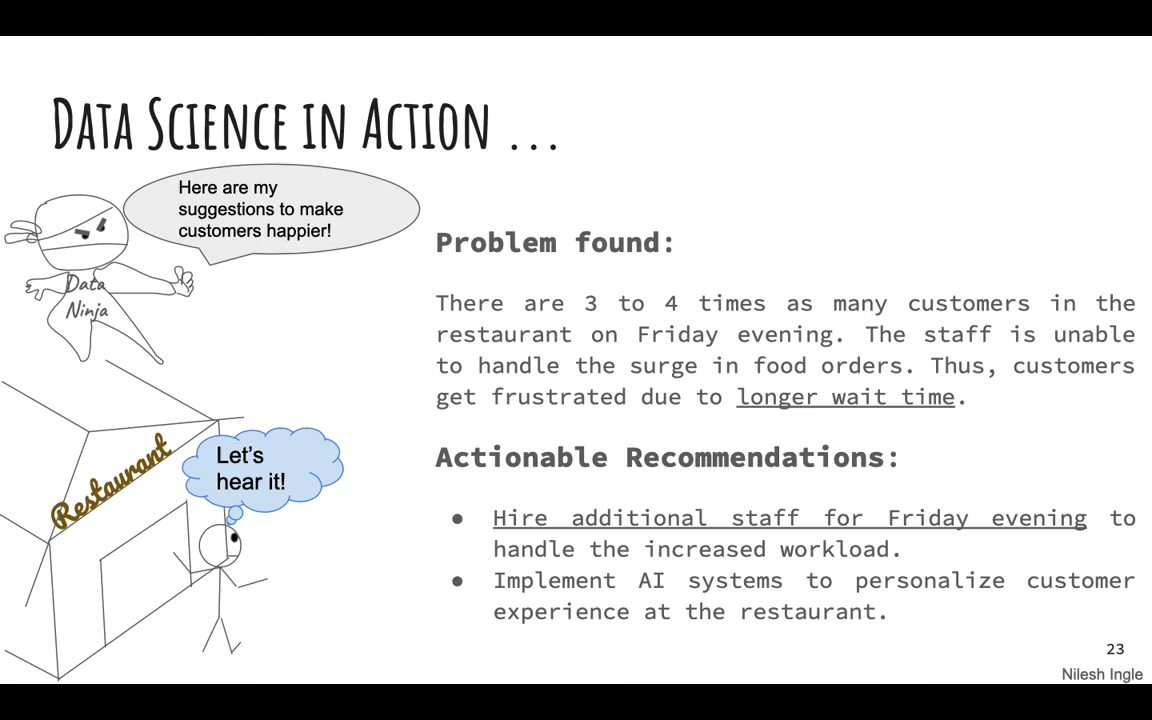 DATA SCIENCE IN ACTION ...
Here are my
suggestions to make
customers happier!
Data
Ninja
Restaurant
Let's
hear it!
Problem found:
There are 3 to 4 times as many customers in the
restaurant on Friday evening. The staff is unable
to handle the surge in food orders. Thus, customers
get frustrated due to longer wait time.
Actionable Recommendations:
● Hire additional staff for Friday evening to
handle the increased workload.
● Implement AI systems to personalize customer
experience at the restaurant.
23
Nilesh Ingle